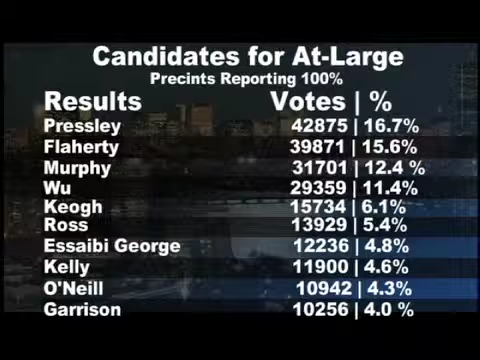 Candidates for At-Large
Precints Reporting 100%
Results Votes | %
Pressley 42875 | 16.7%
Flaherty 39871 | 15.6%
Murphy 31701 | 12.4 %
Wu 29359 | 11.4%
Keogh 15734 | 6.1%
Ross 13929 | 5.4%
Essaibi George 12236 | 4.8%
Kelly 11900 | 4.6%
O'Neill 10942 | 4.3%
Garrison 10256 | 4.0 %